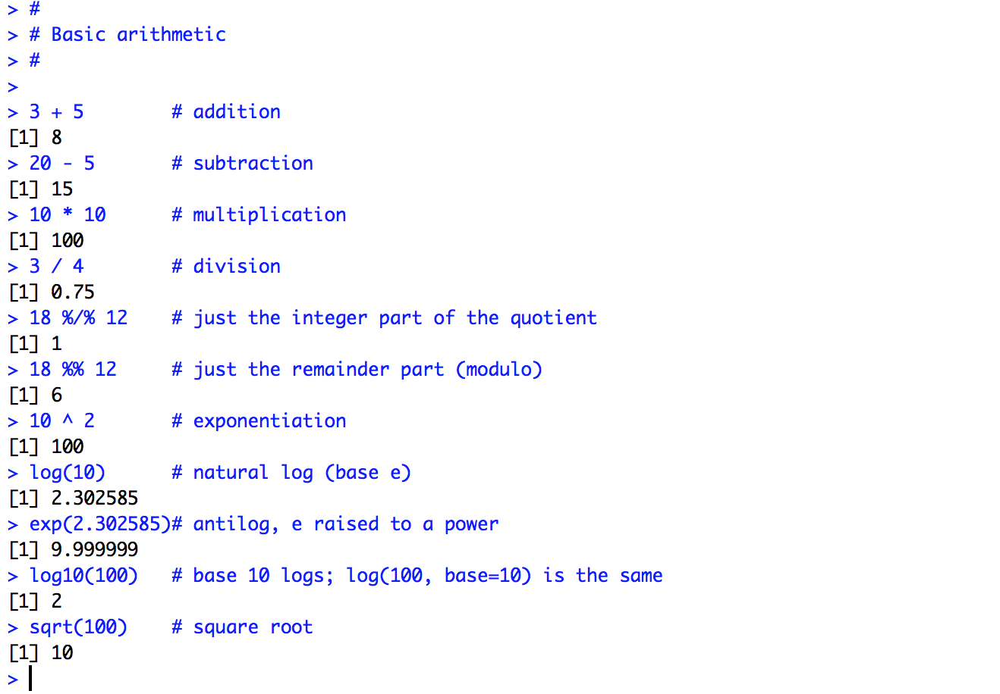 > #
> # Basic arithmetic
> #
>
> 3 + 5        # addition
[1] 8
> 20 - 5       # subtraction
[1] 15
> 10 * 10      # multiplication
[1] 100
> 3 / 4        # division
[1] 0.75
> 18 %/% 12    # just the integer part of the quotient
[1] 1
> 18 %% 12     # just the remainder part (modulo)
[1] 6
> 10 ^ 2       # exponentiation
[1] 100
> log(10)      # natural log (base e)
[1] 2.302585
> exp(2.302585)# antilog, e raised to a power
[1] 9.999999
> log10(100)   # base 10 logs; log(100, base=10) is the same
[1] 2
> sqrt(100)    # square root
[1] 10
>